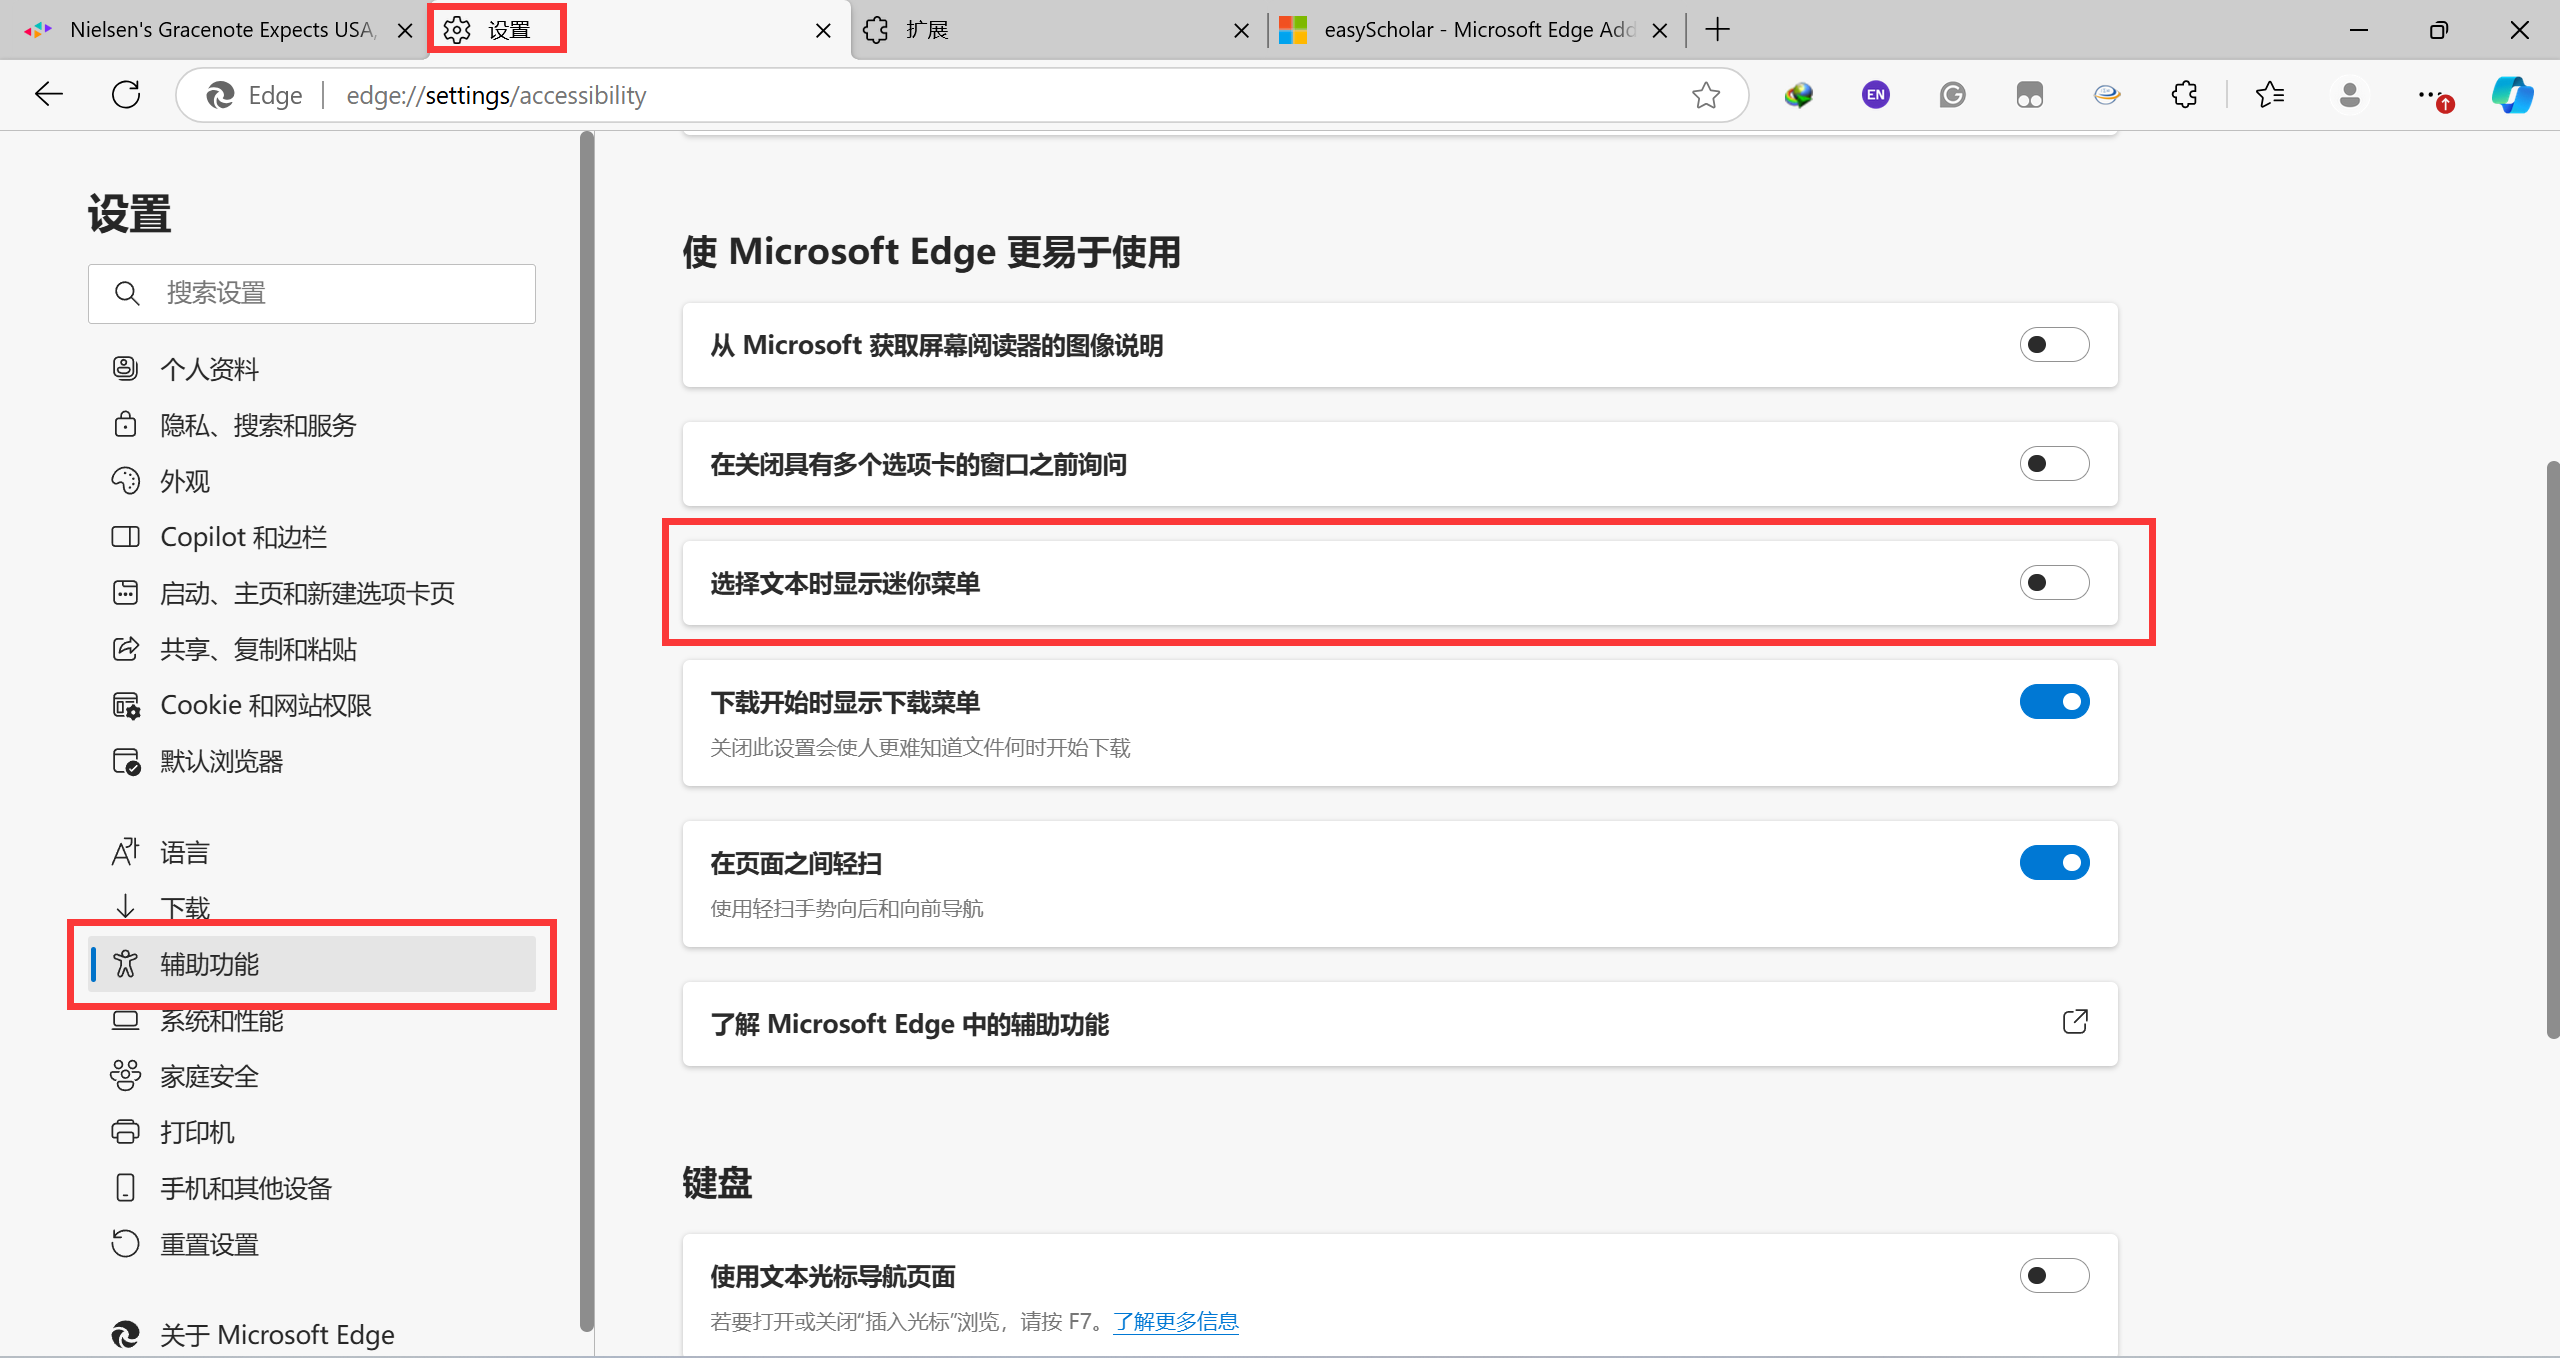 Nielsen's Gracenote Expects USA,
设置
扩展
easyScholar - Microsoft Edge Add
Edge
edge://settings/accessibility
EN
设置
搜索设置
个人资料
隐私、搜索和服务
外观
Copilot 和边栏
启动、主页和新建选项卡页
共享、复制和粘贴
Cookie 和网站权限
默认浏览器
语言
下载
辅助功能
系统和性能
家庭安全
打印机
手机和其他设备
重置设置
关于 Microsoft Edge
使 Microsoft Edge 更易于使用
从 Microsoft 获取屏幕阅读器的图像说明
在关闭具有多个选项卡的窗口之前询问
选择文本时显示迷你菜单
下载开始时显示下载菜单
关闭此设置会使人更难知道文件何时开始下载
在页面之间轻扫
使用轻扫手势向后和向前导航
了解 Microsoft Edge 中的辅助功能
键盘
使用文本光标导航页面
若要打开或关闭“插入光标”浏览，请按 F7。了解更多信息